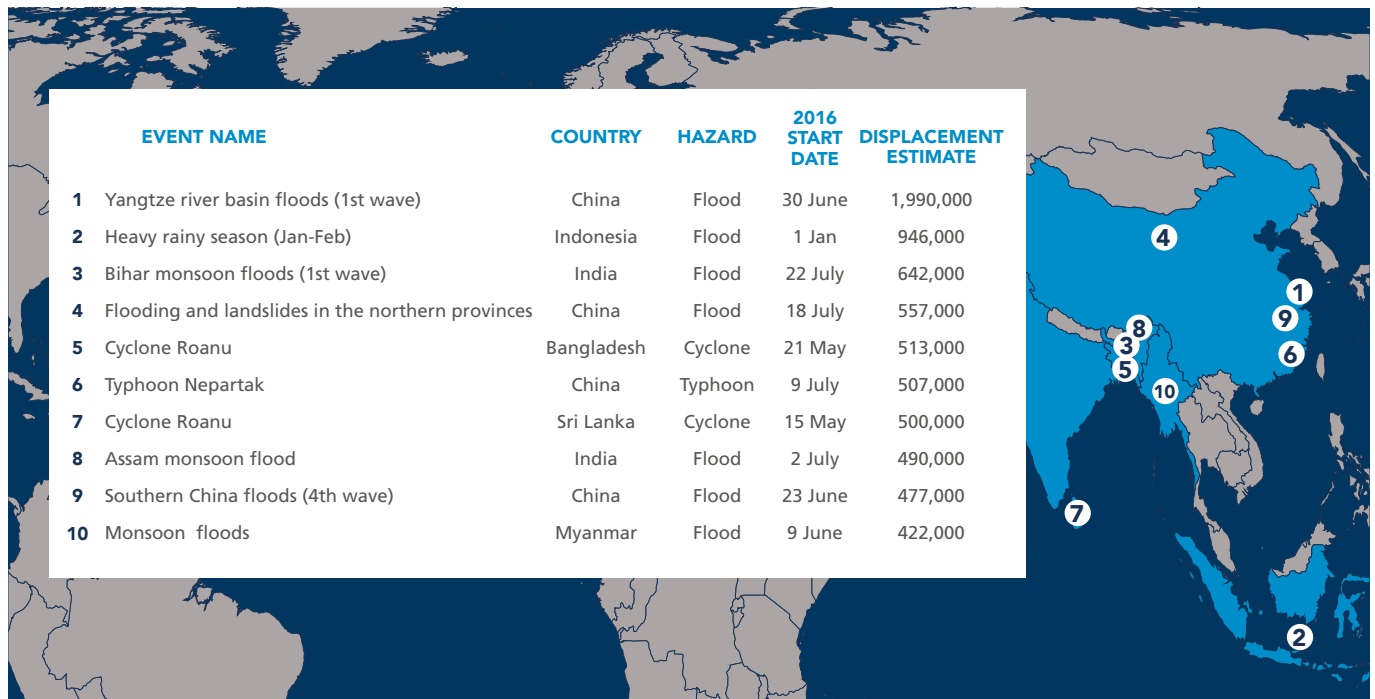 EVENT NAME COUNTRY HAZARD 2016 START DATE DISPLACEMENT ESTIMATE
1 Yangtze river basin floods (1st wave) China Flood 30 June 1,990,000
2 Heavy rainy season (Jan-Feb) Indonesia Flood 1 Jan 946,000
3 Bihar monsoon floods (1st wave) India Flood 22 July 642,000
4 Flooding and landslides in the northern provinces China Flood 18 July 557,000
5 Cyclone Roanu Bangladesh Cyclone 21 May 513,000
6 Typhoon Nepartak China Typhoon 9 July 507,000
7 Cyclone Roanu Sri Lanka Cyclone 15 May 500,000
8 Assam monsoon flood India Flood 2 July 490,000
9 Southern China floods (4th wave) China Flood 23 June 477,000
10 Monsoon floods Myanmar Flood 9 June 422,000
4
1
9
8
3
6
5
10
7
2